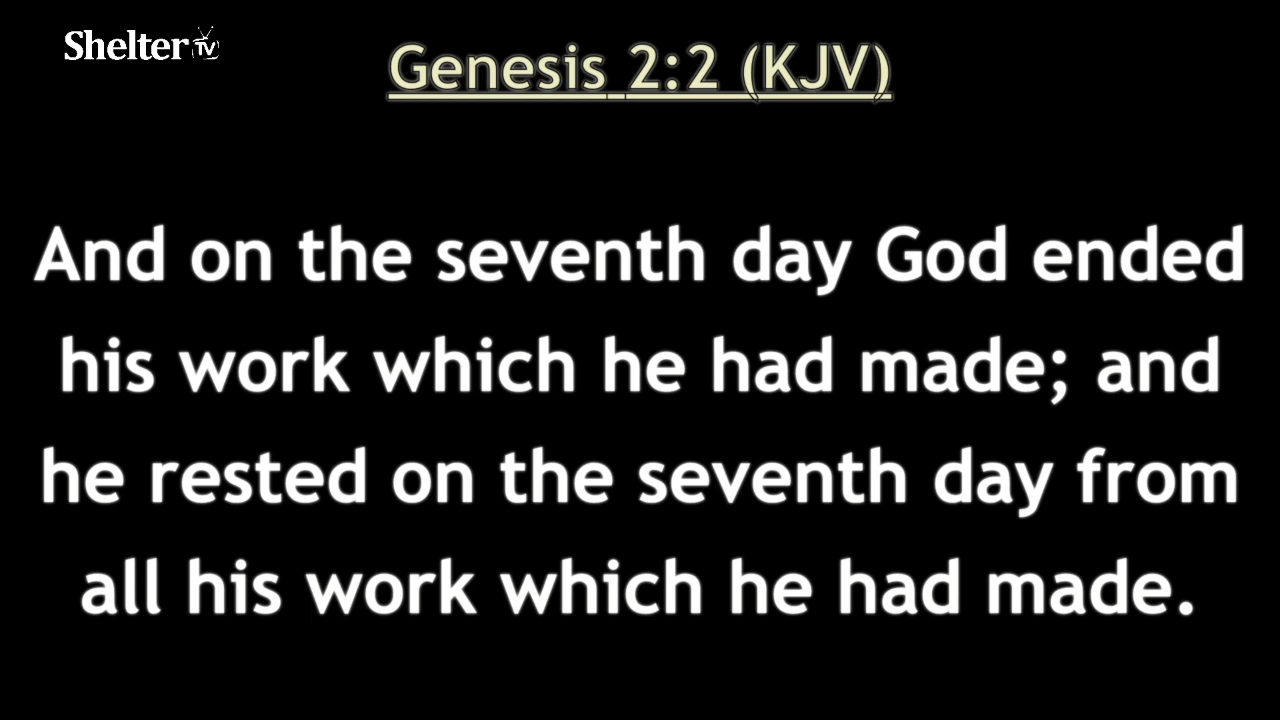 Shelter TV
Genesis 2:2 (KJV)
And on the seventh day God ended
his work which he had made; and
he rested on the seventh day from
all his work which he had made.